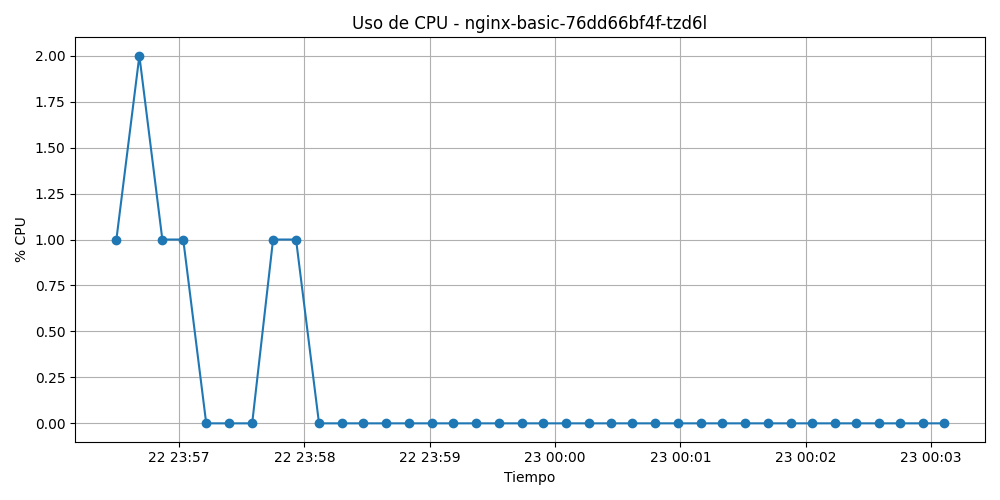 Uso de CPU - nginx-basic-76dd66bf4f-tzd6l
2.00
1.75
1.50
1.25
1.00
0.75
0.50
0.25
0.00
% CPU
22 23:57 22 23:58 22 23:59 23 00:00 23 00:01 23 00:02 23 00:03
Tiempo